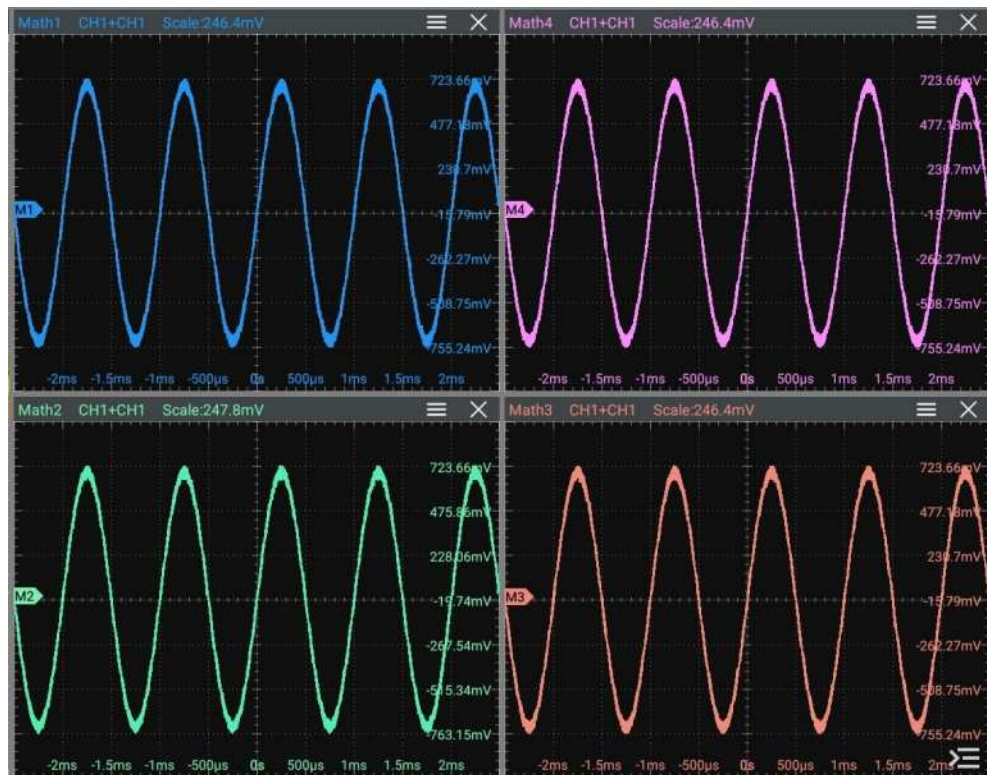 Math1 CH1+CH1 Scale:246.4mV
723.66mV
477.18mV
230.7mV
M1
-15.79mV
-262.27mV
-508.75mV
-755.24mV
-2ms -1.5ms -1ms -500µs 0s 500µs 1ms 1.5ms 2ms
Math4 CH1+CH1 Scale:246.4mV
723.66mV
477.18mV
230.7mV
M4
-15.79mV
-262.27mV
-508.75mV
-755.24mV
-2ms -1.5ms -1ms -500µs 0s 500µs 1ms 1.5ms 2ms
Math2 CH1+CH1 Scale:247.8mV
723.66mV
475.86mV
228.06mV
M2
-19.74mV
-267.54mV
-515.34mV
-763.15mV
-2ms -1.5ms -1ms -500µs 0s 500µs 1ms 1.5ms 2ms
Math3 CH1+CH1 Scale:246.4mV
723.66mV
477.18mV
230.7mV
M3
-15.79mV
-262.27mV
-508.75mV
-755.24mV
-2ms -1.5ms -1ms -500µs 0s 500µs 1ms 1.5ms 2ms